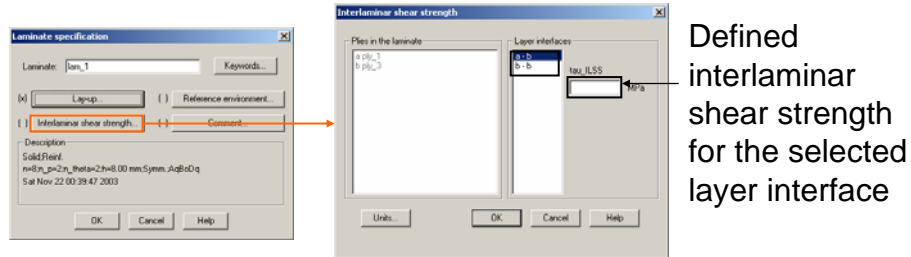 Laminate specification
Laminate: lam_1 Keywords...
(x) Lay-up... ( ) Reference environment...
( ) Interlaminar shear strength... ( ) Comment...
Description
Solid;Reinf.
n=8;n_p=2;n_theta=2;h=8.00 mm;Symm.;AqBoDq
Sat Nov 22 00:39:47 2003
OK Cancel Help
Interlaminar shear strength
Plies in the laminate
a ply_1
b ply_3
Layer interfaces
a - b
b - b
tau_ILSS
MPa
Units... OK Cancel Help
Defined
interlaminar
shear strength
for the selected
layer interface